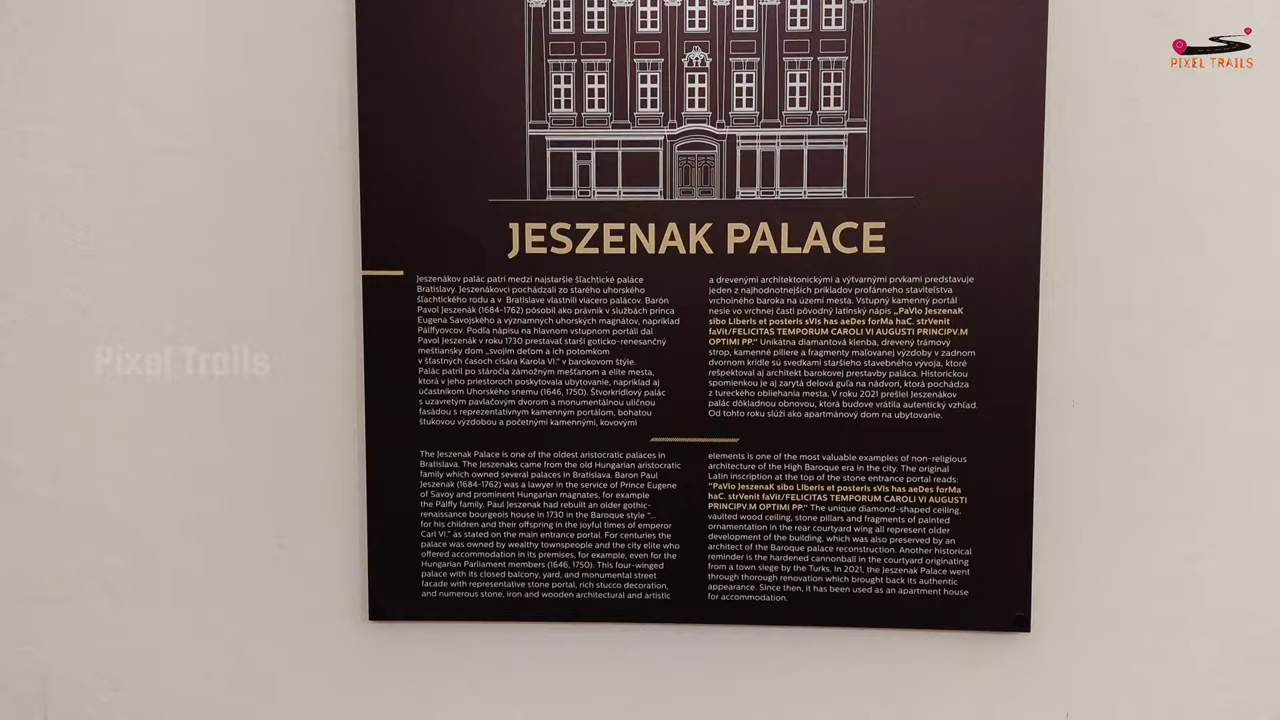 PIXEL TRAILS
JESZENAK PALACE
Jeszenákov palác patrí medzi najstaršie šľachtické paláce
Bratislavy. Jeszenákovci pochádzali zo starého uhorského
šľachtického rodu a v Bratislave vlastnili viacero palácov. Barón
Pavol Jeszenák (1684-1762) pôsobil ako právnik v službách princa
Eugena Savojského a významných uhorských magnátov, napríklad
Pálffyovcov. Podľa nápisu na hlavnom vstupnom portáli dal
Pavol Jeszenák v roku 1730 prestavať starší goticko-renesančný
meštiansky dom „svojim deťom a ich potomkom
v šťastných časoch cisára Karola VI.“ v barokovom štýle.
Palác patril po stáročia zámožným mešťanom a elite mesta,
ktorá v jeho priestoroch poskytovala ubytovanie, napríklad aj
účastníkom Uhorského snemu (1646, 1750). Štvorkrídlový palác
s uzavretým pavlačovým dvorom a monumentálnou uličnou
fasádou s reprezentatívnym kamenným portálom, bohatou
štukovou výzdobou a početnými kamennými, kovovými
a drevenými architektonickými a výtvarnými prvkami predstavuje
jeden z najhodnotnejších príkladov profánneho staviteľstva
vrcholného baroka na území mesta. Vstupný kamenný portál
nesie vo vrchnej časti pôvodný latinský nápis „PaVlo JeszenaK
sibo LIberIs et posterIs sVIs has aeDes forMa haC. strVenit
faVit/FELICITAS TEMPORUM CAROLI VI AUGUSTI PRINCIPV.M
OPTIMI PP.“ Unikátna diamantová klenba, drevený trámový
strop, kamenné piliere a fragmenty maľovanej výzdoby v zadnom
dvornom krídle sú svedkami staršieho stavebného vývoja, ktoré
rešpektoval aj architekt barokovej prestavby paláca. Historickou
spomienkou je aj zarytá delová guľa na nádvorí, ktorá pochádza
z tureckého obliehania mesta. V roku 2021 prešiel Jeszenákov
palác dôkladnou obnovou, ktorá budove vrátila autentický vzhľad.
Od tohto roku slúži ako apartmánový dom na ubytovanie.
Pixel Trails
The Jeszenak Palace is one of the oldest aristocratic palaces in
Bratislava. The Jeszenaks came from the old Hungarian aristocratic
family which owned several palaces in Bratislava. Baron Paul
Jeszenak (1684-1762) was a lawyer in the service of Prince Eugene
of Savoy and prominent Hungarian magnates, for example
the Pálffy family. Paul Jeszenak had rebuilt an older gothic-
renaissance bourgeois house in 1730 in the Baroque style “...
for his children and their offspring in the joyful times of emperor
Carl VI.” as stated on the main entrance portal. For centuries the
palace was owned by wealthy townspeople and the city elite who
offered accommodation in its premises, for example, even for the
Hungarian Parliament members (1646, 1750). This four-winged
palace with its closed balcony, yard, and monumental street
facade with representative stone portal, rich stucco decoration,
and numerous stone, iron and wooden architectural and artistic
elements is one of the most valuable examples of non-religious
architecture of the High Baroque era in the city. The original
Latin inscription at the top of the stone entrance portal reads:
“PaVlo JeszenaK sibo LIberIs et posterIs sVIs has aeDes forMa
haC. strVenit faVit/FELICITAS TEMPORUM CAROLI VI AUGUSTI
PRINCIPV.M OPTIMI PP.“ The unique diamond-shaped ceiling,
vaulted wood ceiling, stone pillars and fragments of painted
ornamentation in the rear courtyard wing all represent older
development of the building, which was also preserved by an
architect of the Baroque palace reconstruction. Another historical
reminder is the hardened cannonball in the courtyard originating
from a town siege by the Turks. In 2021, the Jeszenak Palace went
through thorough renovation which brought back its authentic
appearance. Since then, it has been used as an apartment house
for accommodation.